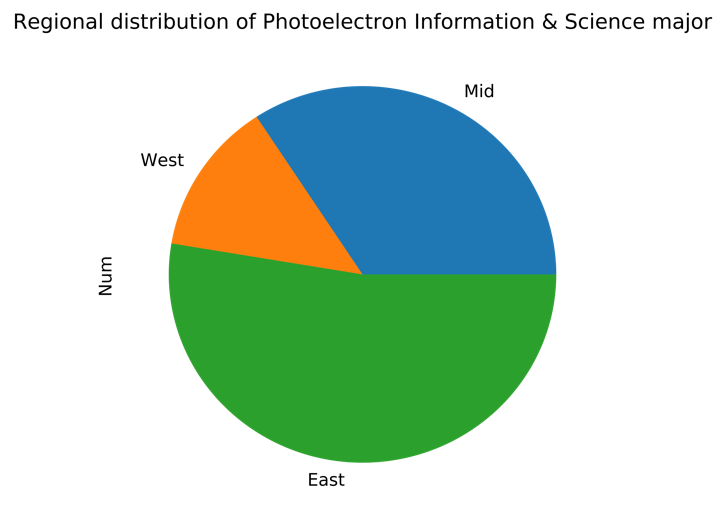 Regional distribution of Photoelectron Information & Science major
Mid
West
Num
East